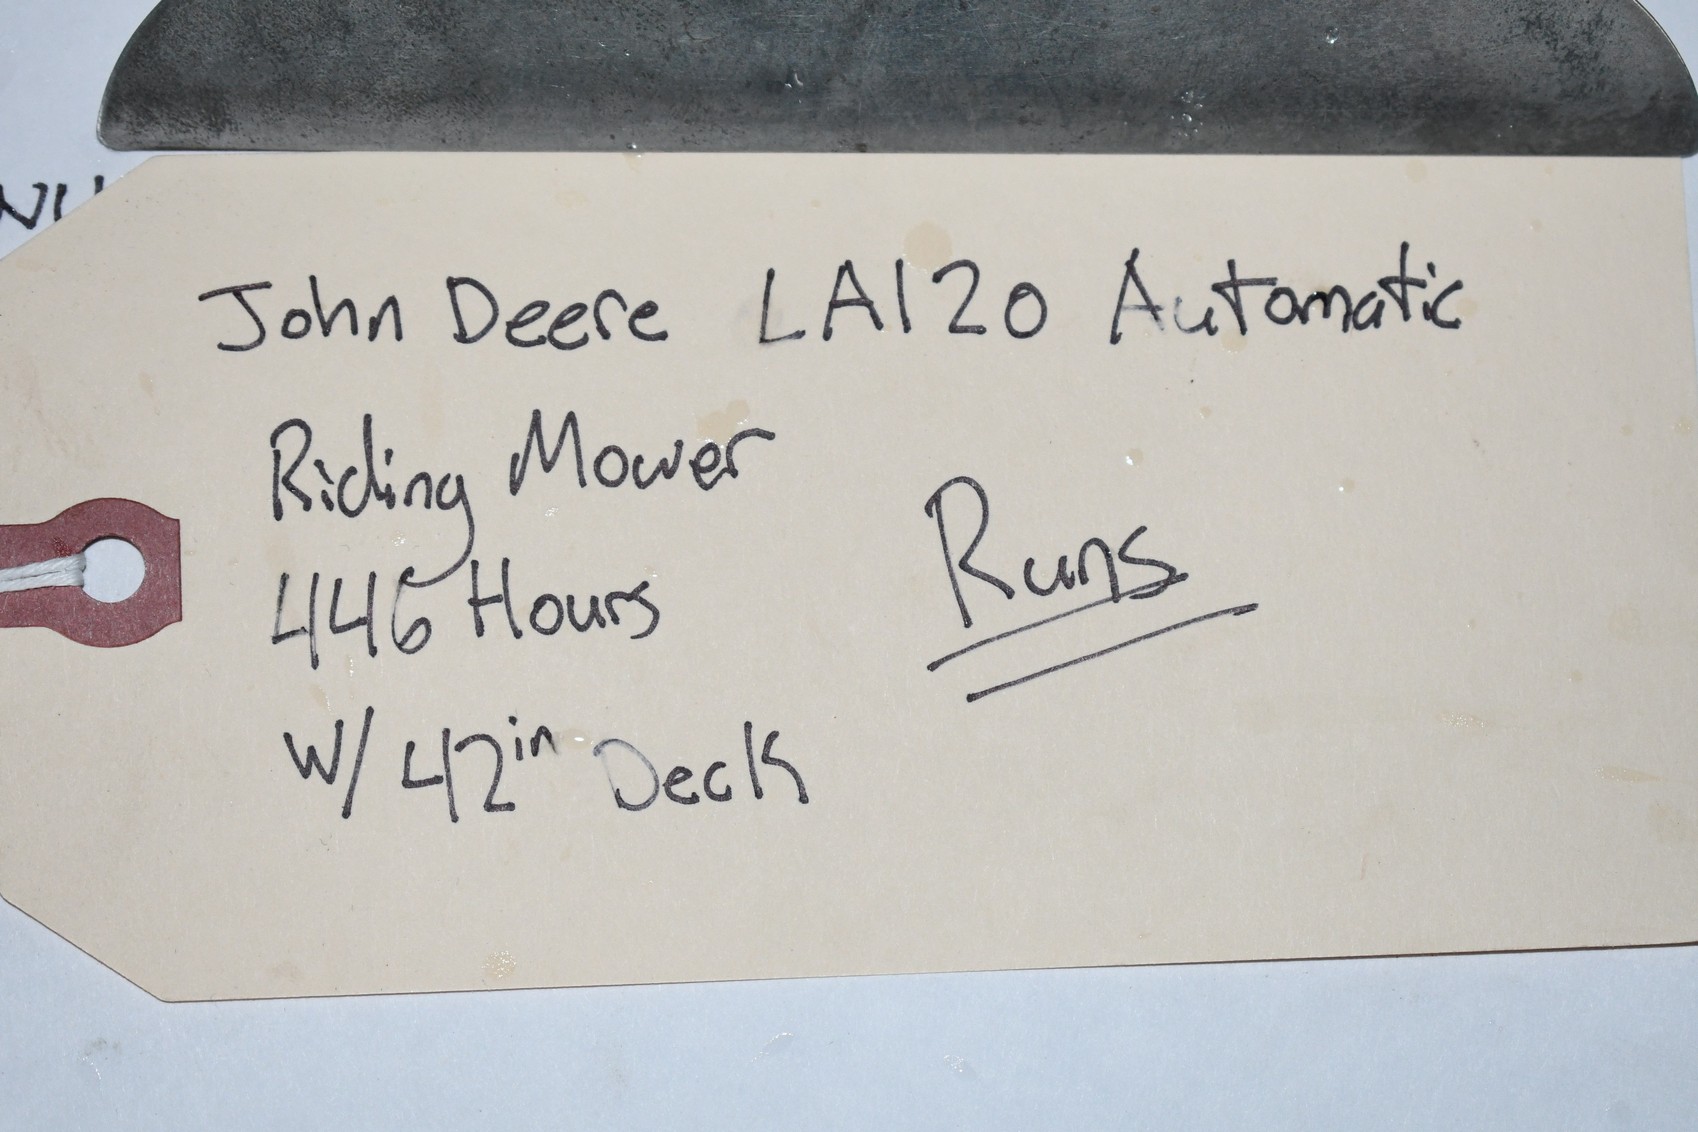 John Deere LA120 Automatic
Riding Mower
Runs
446 Hours
W/ 42in Deck